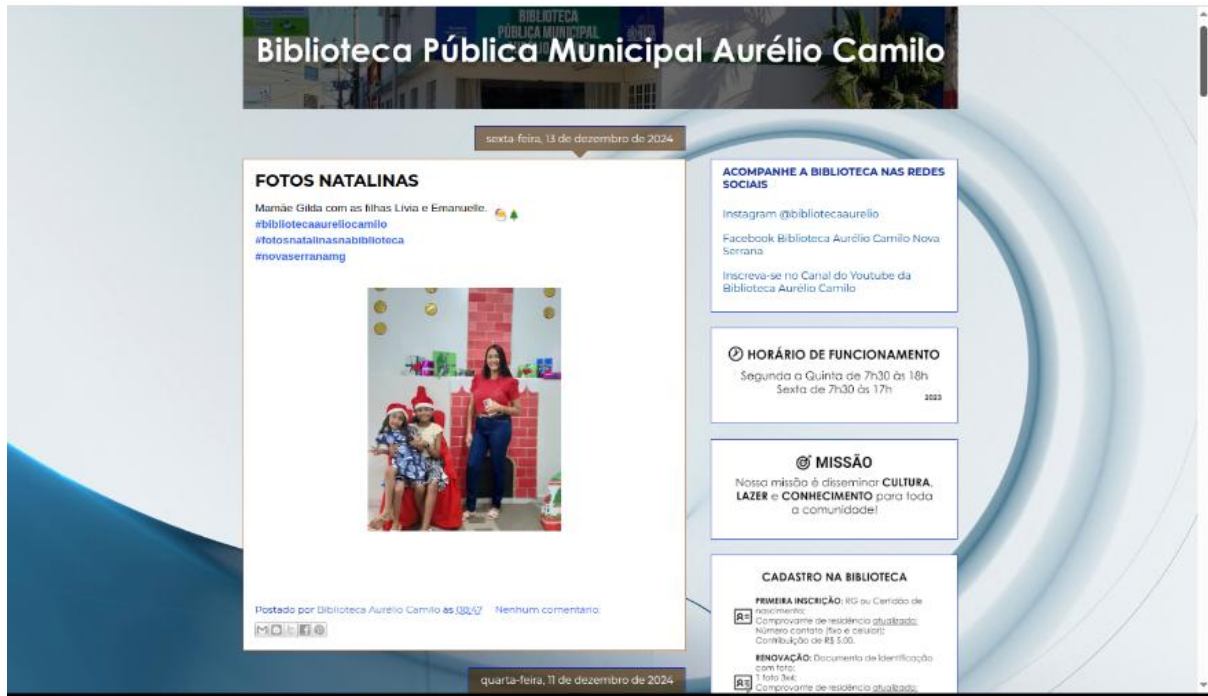 BIBLIOTECA
PÚBLICA MUNICIPAL
Biblioteca Pública Municipal Aurélio Camilo
sexta-feira, 13 de dezembro de 2024
FOTOS NATALINAS
Mamãe Gilda com as filhas Lívia e Emanuelle.
#bibliotecaaureliocamilo
#fotosnatalinasnabiblioteca
#novaserranamg
Postado por Biblioteca Aurélio Camilo às 08:47 Nenhum comentário:
quarta-feira, 11 de dezembro de 2024
ACOMPANHE A BIBLIOTECA NAS REDES
SOCIAIS
Instagram @bibliotecaaurelio
Facebook Biblioteca Aurélio Camilo Nova
Serrana
Inscreva-se no Canal do Youtube da
Biblioteca Aurélio Camilo
HORÁRIO DE FUNCIONAMENTO
Segunda a Quinta de 7h30 às 18h
Sexta de 7h30 às 17h
2023
MISSÃO
Nossa missão é disseminar CULTURA,
LAZER e CONHECIMENTO para toda
a comunidade!
CADASTRO NA BIBLIOTECA
PRIMEIRA INSCRIÇÃO: RG ou Certidão de
nascimento;
Comprovante de residência atualizado;
Número contato (fixo e celular);
Contribuição de R$ 5,00.
RENOVAÇÃO: Documento de identificação
com foto;
1 foto 3x4;
Comprovante de residência atualizado;